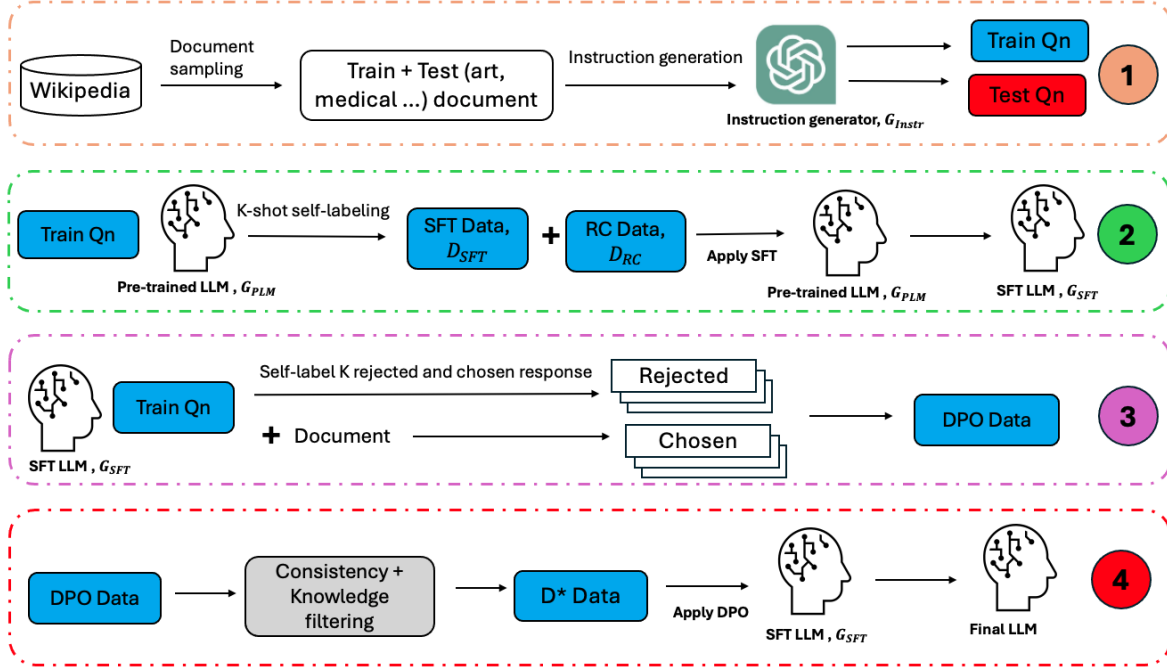 Document
sampling
Wikipedia
Train + Test (art,
medical ...) document
Instruction generation
Instruction generator, G_Instr
Train Qn
Test Qn
1
Train Qn
Pre-trained LLM , G_PLM
K-shot self-labeling
SFT Data,
D_SFT
+
RC Data,
D_RC
Apply SFT
Pre-trained LLM , G_PLM
SFT LLM , G_SFT
2
SFT LLM , G_SFT
Train Qn
Self-label K rejected and chosen response
+ Document
Rejected
Chosen
DPO Data
3
DPO Data
Consistency +
Knowledge
filtering
D* Data
Apply DPO
SFT LLM , G_SFT
Final LLM
4